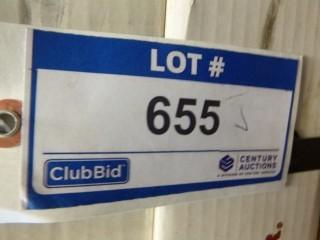 LOT #
655
ClubBid
CENTURY
AUCTIONS